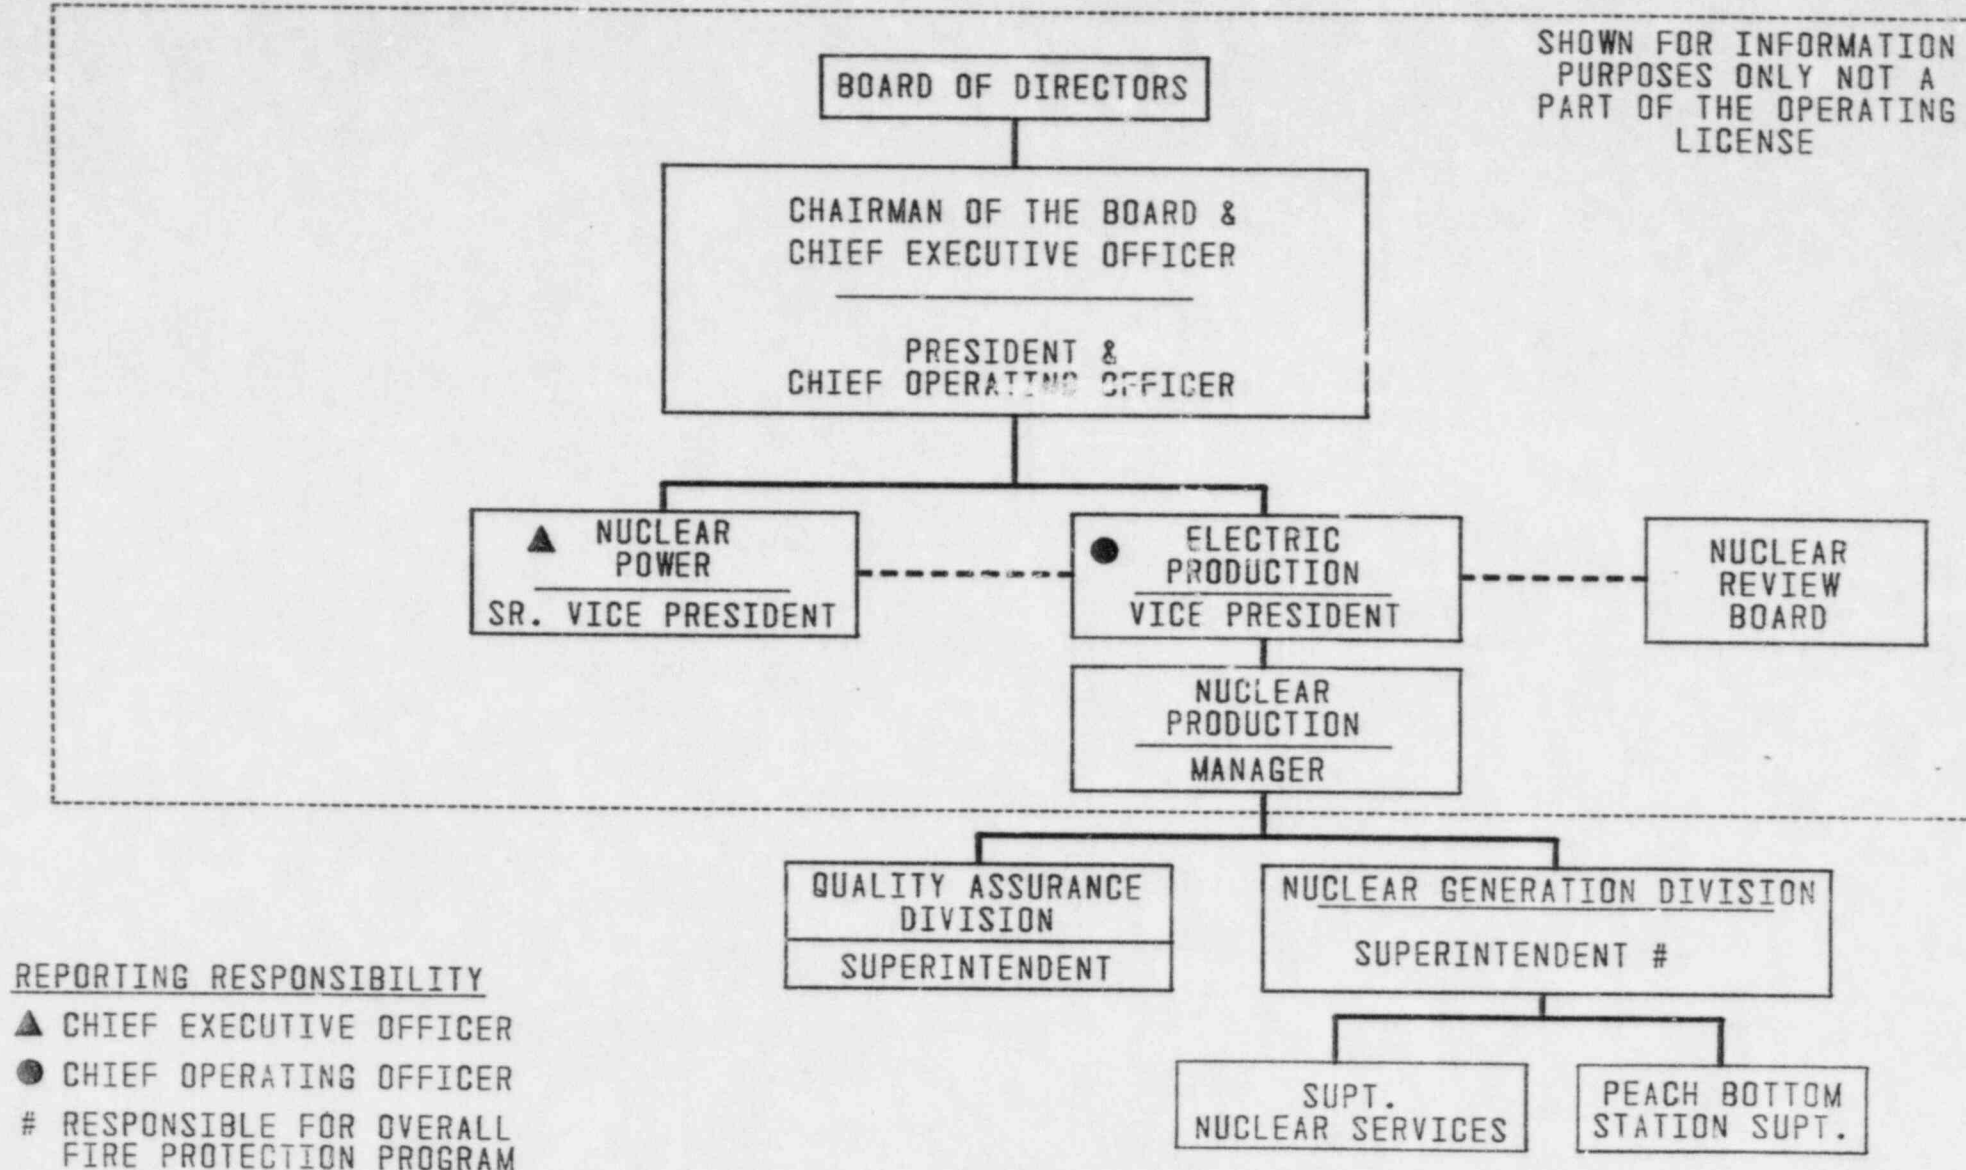 SHOWN FOR INFORMATION
PURPOSES ONLY NOT A
PART OF THE OPERATING
LICENSE
BOARD OF DIRECTORS
CHAIRMAN OF THE BOARD &
CHIEF EXECUTIVE OFFICER
PRESIDENT &
CHIEF OPERATING OFFICER
▲ NUCLEAR
POWER
SR. VICE PRESIDENT
● ELECTRIC
PRODUCTION
VICE PRESIDENT
NUCLEAR
REVIEW
BOARD
NUCLEAR
PRODUCTION
MANAGER
QUALITY ASSURANCE
DIVISION
SUPERINTENDENT
NUCLEAR GENERATION DIVISION
SUPERINTENDENT #
SUPT.
NUCLEAR SERVICES
PEACH BOTTOM
STATION SUPT.
REPORTING RESPONSIBILITY
▲ CHIEF EXECUTIVE OFFICER
● CHIEF OPERATING OFFICER
# RESPONSIBLE FOR OVERALL
FIRE PROTECTION PROGRAM